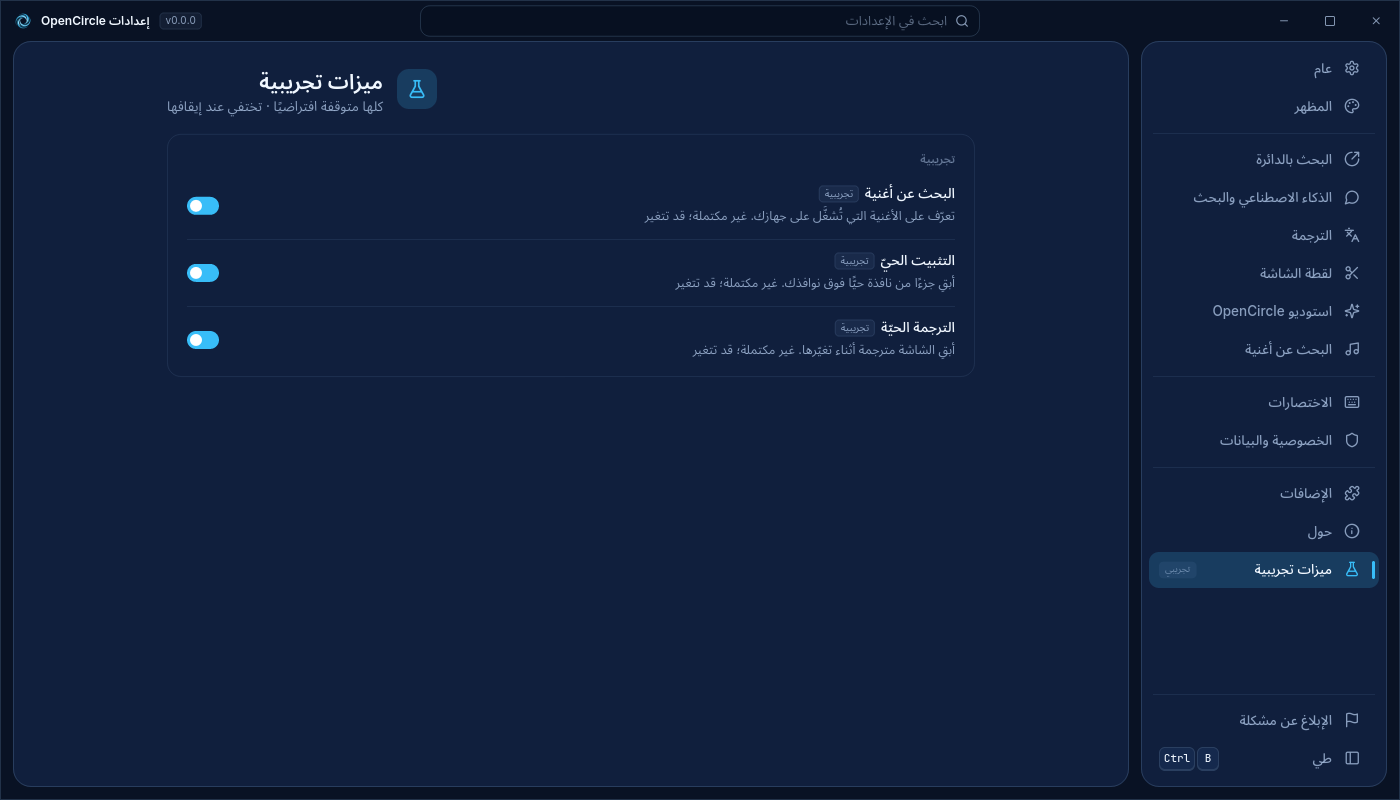 إعدادات OpenCircle
v0.0.0
ابحث في الإعدادات
عام
المظهر
البحث بالدائرة
الذكاء الاصطناعي والبحث
الترجمة
لقطة الشاشة
استوديو OpenCircle
البحث عن أغنية
الاختصارات
الخصوصية والبيانات
الإضافات
حول
ميزات تجريبية تجريبي
الإبلاغ عن مشكلة
طي Ctrl B
ميزات تجريبية
كلها متوقفة افتراضيًا · تختفي عند إيقافها
تجريبية
البحث عن أغنية تجريبية
تعرّف على الأغنية التي تُشغَّل على جهازك. غير مكتملة؛ قد تتغير
التثبيت الحيّ تجريبية
أبقِ جزءًا من نافذة حيًّا فوق نوافذك. غير مكتملة؛ قد تتغير
الترجمة الحيّة تجريبية
أبقِ الشاشة مترجمة أثناء تغيّرها. غير مكتملة؛ قد تتغير